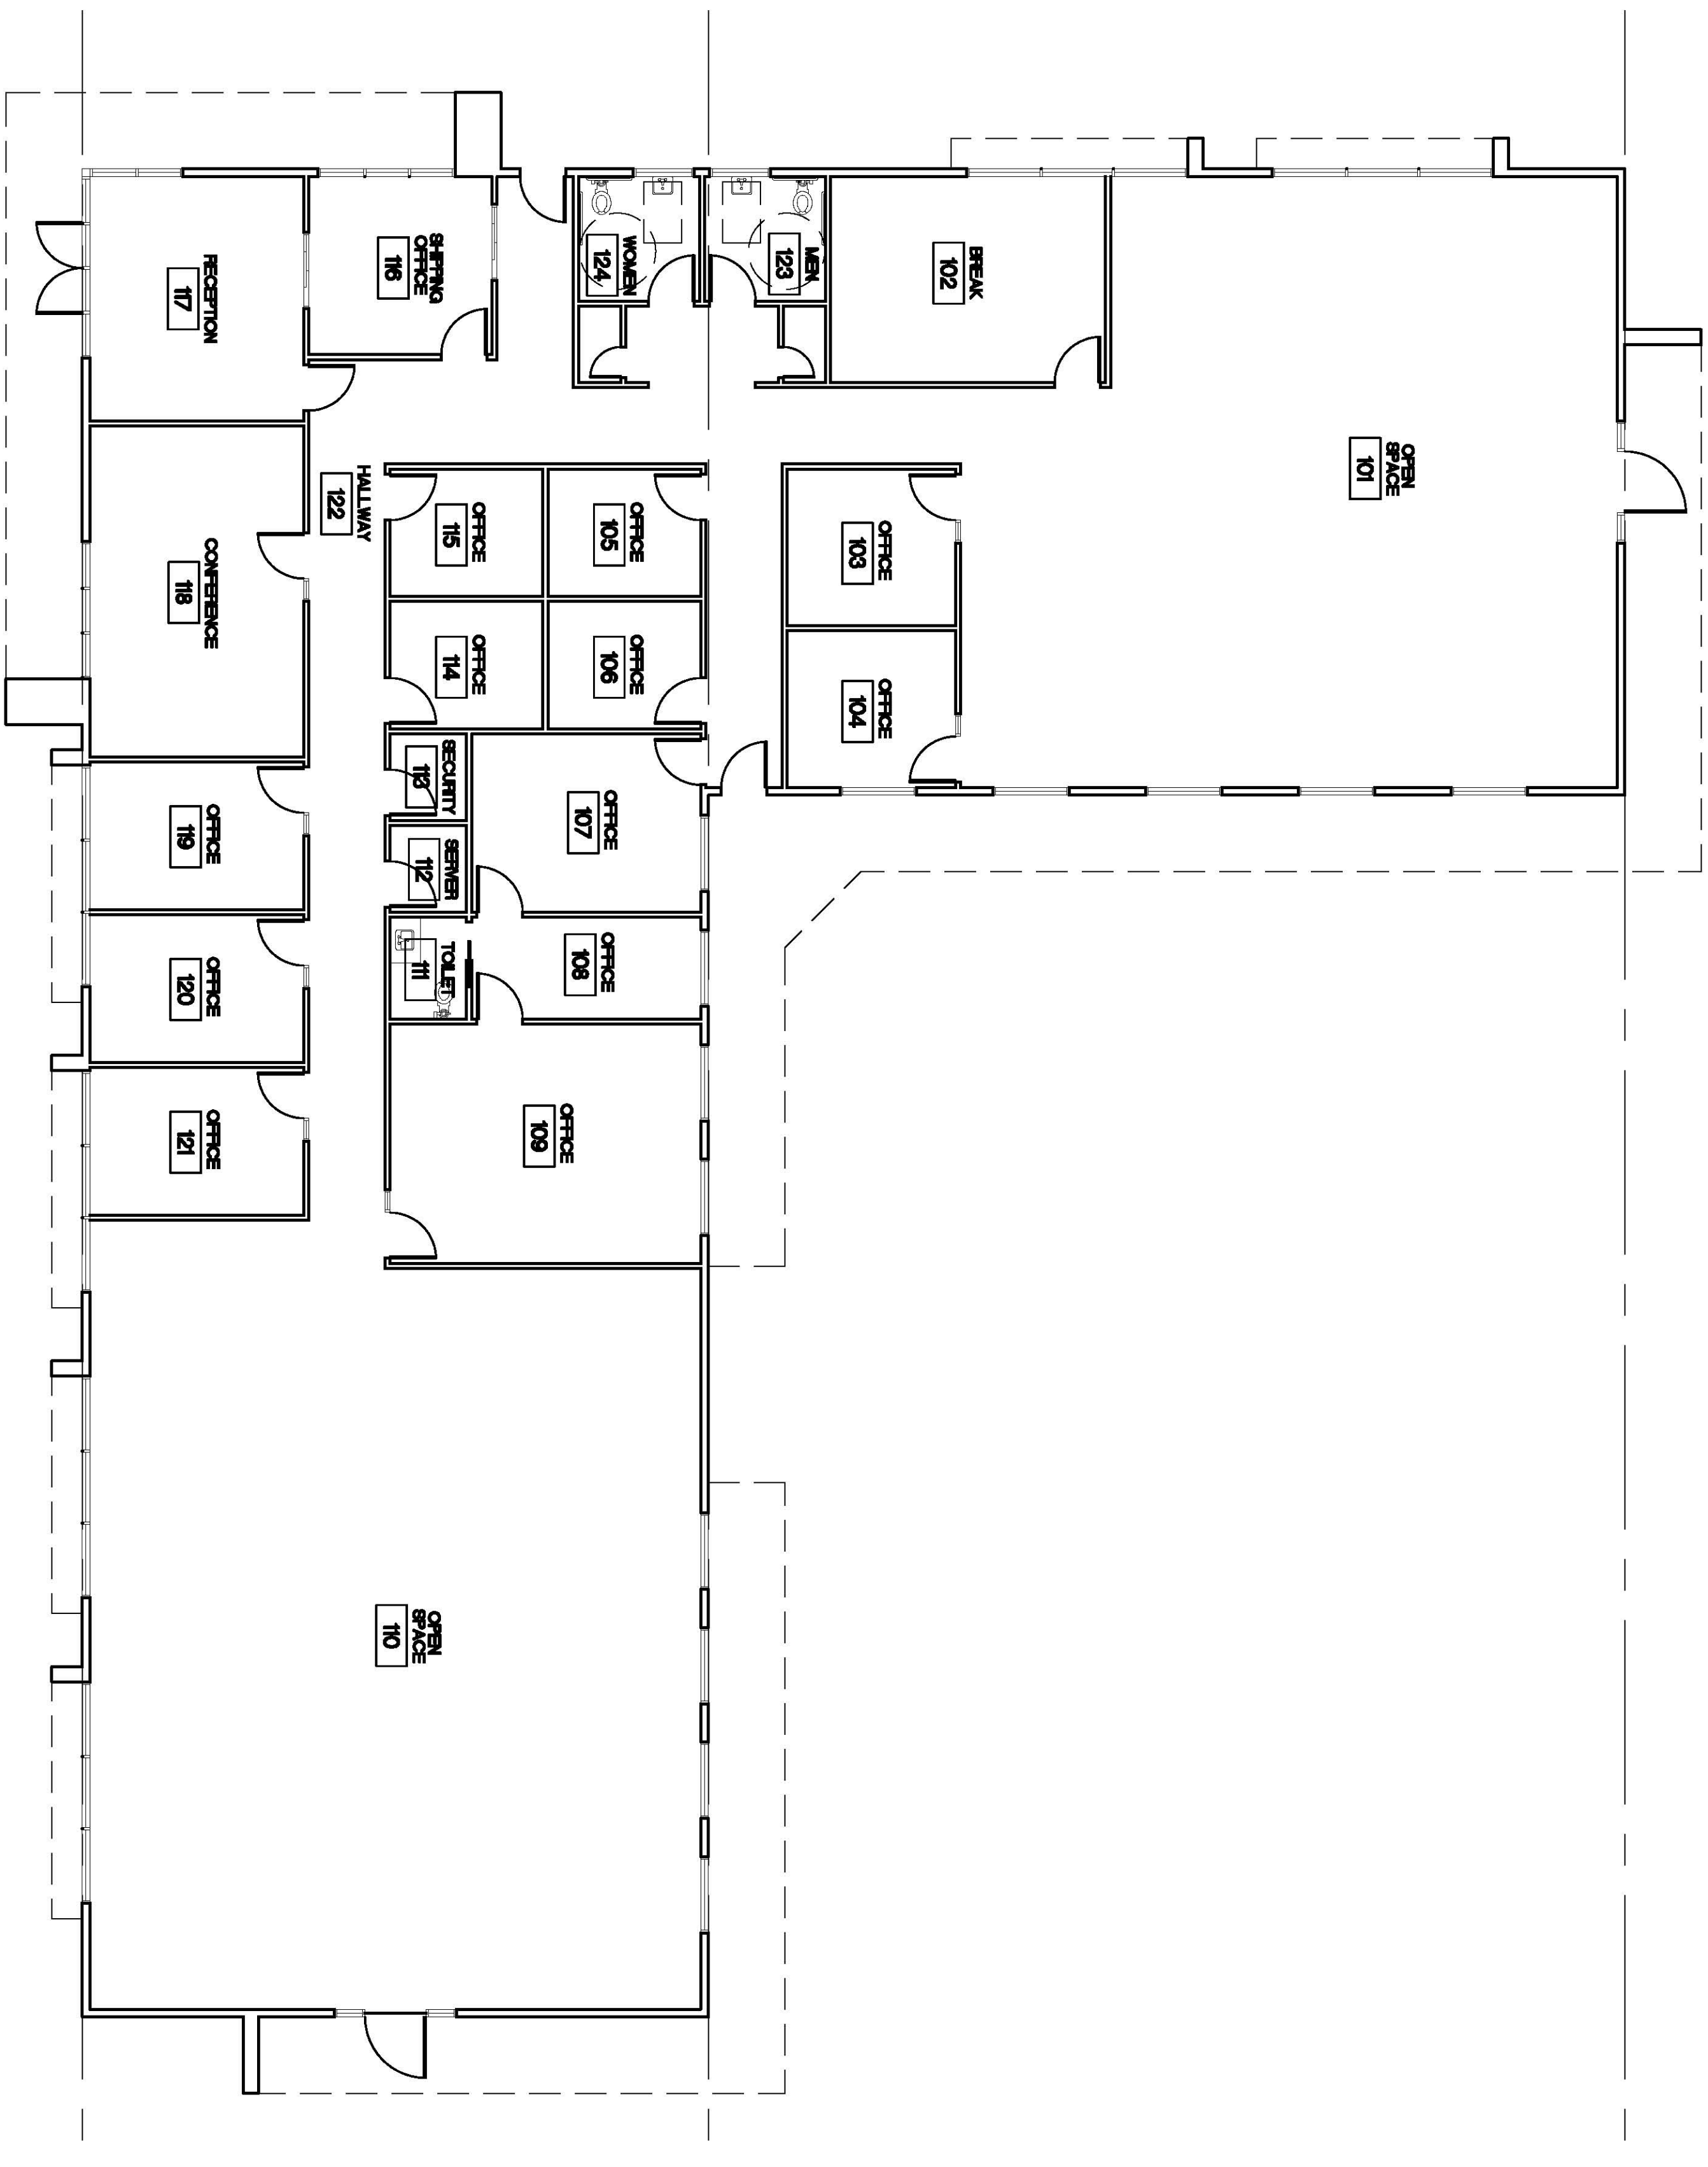 RECEPTION
117
SHIPPING
OFFICE
116
WOMEN
124
MEN
123
BREAK
102
OPEN
SPACE
101
HALLWAY
122
CONFERENCE
118
OFFICE
115
OFFICE
105
OFFICE
103
OFFICE
114
OFFICE
106
OFFICE
104
SECURITY
113
OFFICE
107
SERVER
112
OFFICE
119
TOILET
111
OFFICE
108
OFFICE
120
OFFICE
109
OFFICE
121
OPEN
SPACE
110